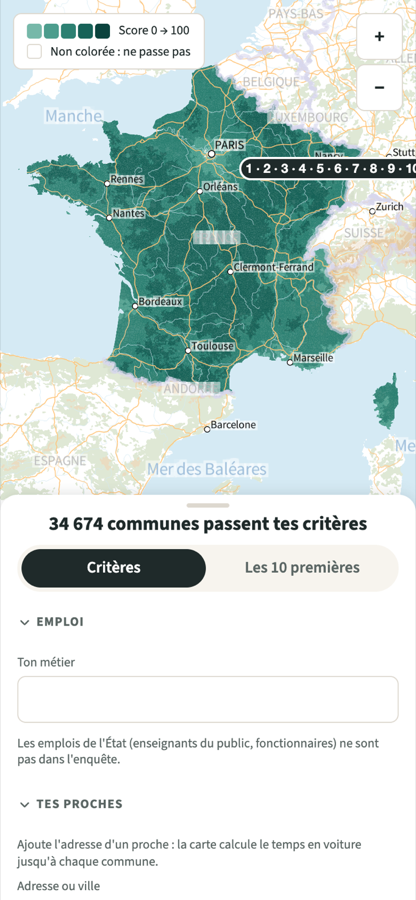 Score 0 → 100
Non colorée : ne passe pas
+
−
PAYS-BAS
BELGIQUE
LUXEMBOURG
Manche
PARIS
Nancy
1 · 2 · 3 · 4 · 5 · 6 · 7 · 8 · 9 · 10
Stutt
Rennes
Orléans
Nantes
Zurich
SUISSE
Clermont-Ferrand
Bordeaux
Toulouse
Marseille
ANDORRE
Barcelone
ESPAGNE
Mer des Baléares
Me
34 674 communes passent tes critères
Critères
Les 10 premières
EMPLOI
Ton métier
Les emplois de l'État (enseignants du public, fonctionnaires) ne sont
pas dans l'enquête.
TES PROCHES
Ajoute l'adresse d'un proche : la carte calcule le temps en voiture
jusqu'à chaque commune.
Adresse ou ville